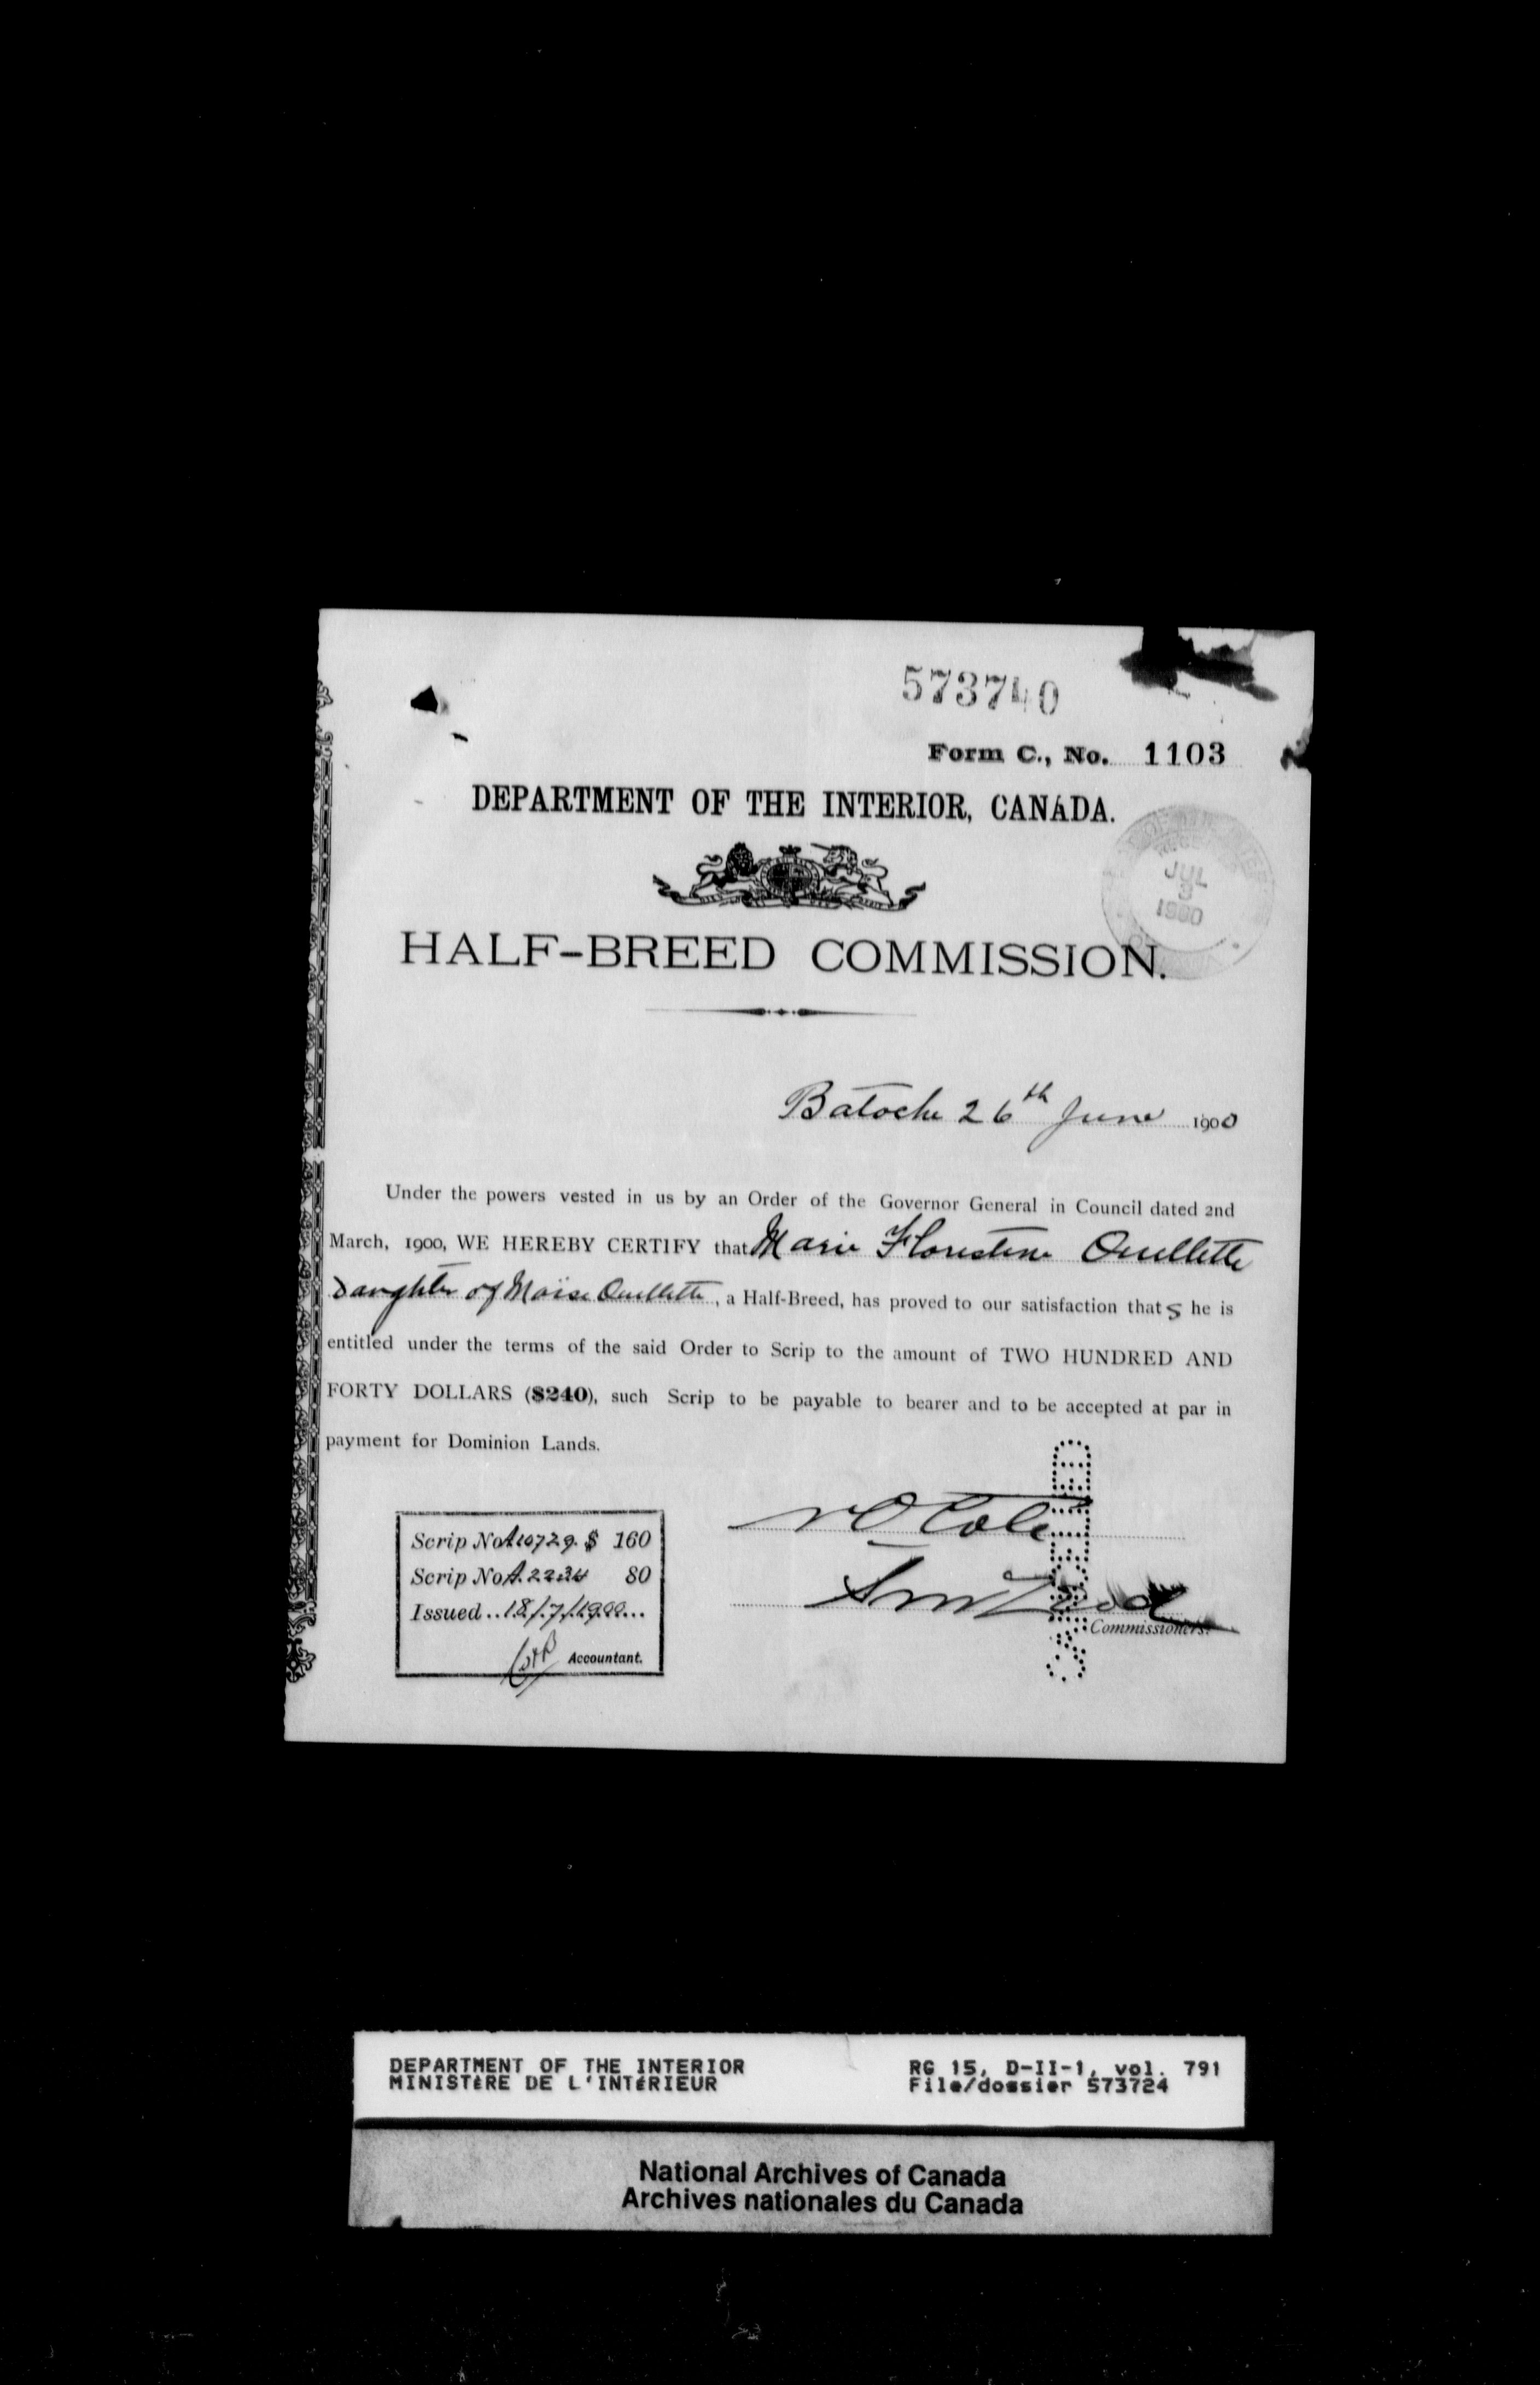 573740
Form C., No. 1103
DEPARTMENT OF THE INTERIOR, CANADA.
JUL
3
1900
HALF-BREED COMMISSION.
Batoche 26th June 1900
Under the powers vested in us by an Order of the Governor General in Council dated 2nd
March, 1900, WE HEREBY CERTIFY that Marie Floristine Ouellette
Daughter of Moïse Ouellette, a Half-Breed, has proved to our satisfaction that s he is
entitled under the terms of the said Order to Scrip to the amount of TWO HUNDRED AND
FORTY DOLLARS ($240), such Scrip to be payable to bearer and to be accepted at par in
payment for Dominion Lands.
Scrip No A10729. $ 160
Scrip No A.2234 80
Issued..18/7/1900...
Accountant.
Commissioners.
DEPARTMENT OF THE INTERIOR
MINISTÈRE DE L'INTÉRIEUR
RG 15, D-II-1, vol. 791
File/dossier 573724
National Archives of Canada
Archives nationales du Canada